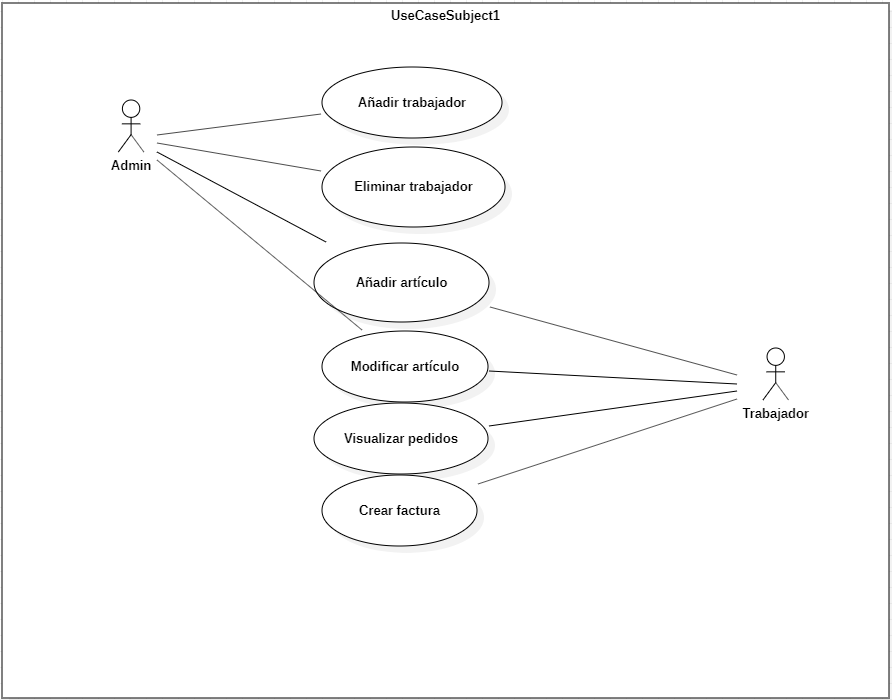 UseCaseSubject1
Añadir trabajador
Admin
Eliminar trabajador
Añadir artículo
Modificar artículo
Trabajador
Visualizar pedidos
Crear factura